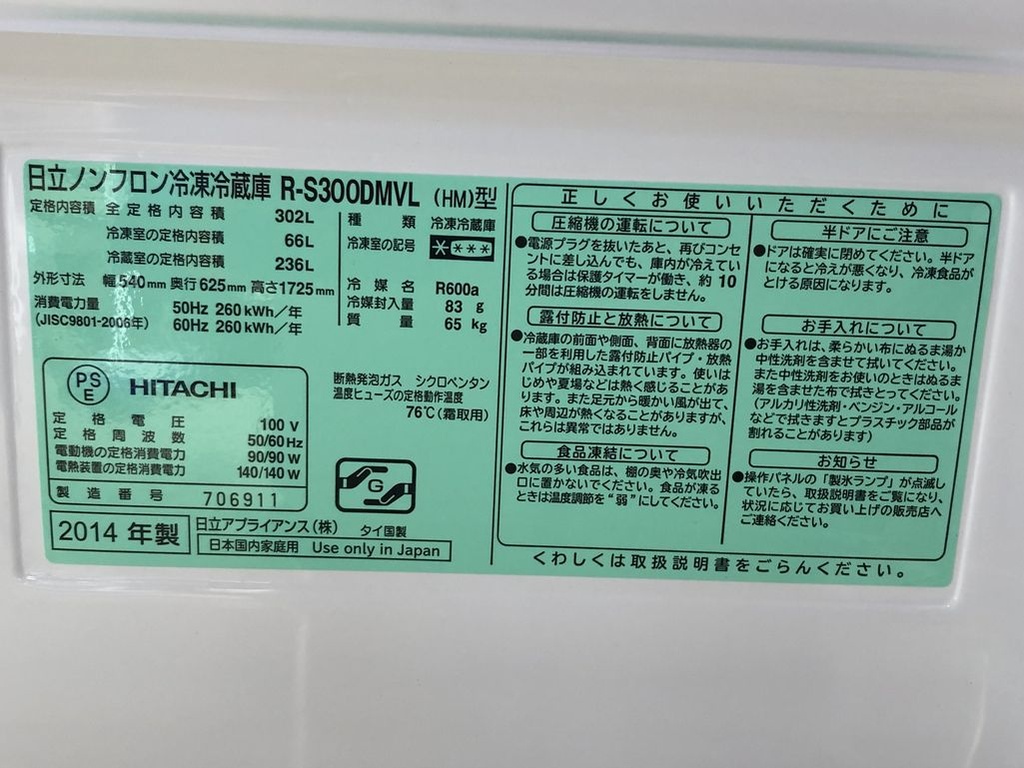 日立ノンフロン冷凍冷蔵庫 R-S300DMVL (HM)型
定格内容積 全定格内容積 302L
冷凍室の定格内容積 66L
冷蔵室の定格内容積 236L
外形寸法 幅540mm 奥行625mm 高さ1725mm
消費電力量 50Hz 260kWh/年
(JISC9801-2006年) 60Hz 260kWh/年
種類 冷凍冷蔵庫
冷凍室の記号 ****
冷媒名 R600a
冷媒封入量 83 g
質量 65 kg
PS
E
HITACHI
定格電圧 100 V
定格周波数 50/60Hz
電動機の定格消費電力 90/90 W
電熱装置の定格消費電力 140/140 W
製造番号 706911
断熱発泡ガス シクロペンタン
温度ヒューズの定格動作温度
76℃(霜取用)
G
2014 年製
日立アプライアンス(株) タイ国製
日本国内家庭用 Use only in Japan
正しくお使いいただくために
圧縮機の運転について
●電源プラグを抜いたあと、再びコンセ
ントに差し込んでも、庫内が冷えてい
る場合は保護タイマーが働き、約10
分間は圧縮機の運転をしません。
露付防止と放熱について
●冷蔵庫の前面や側面、背面に放熱器の
一部を利用した露付防止パイプ・放熱
パイプが組み込まれています。使いは
じめや夏場などは熱く感じることがあ
ります。また足元から暖かい風が出て、
床や周辺が熱くなることがありますが、
これらは異常ではありません。
食品凍結について
●水気の多い食品は、棚の奥や冷気吹出
口に置かないでください。食品が凍る
ときは温度調節を"弱"にしてください。
半ドアにご注意
●ドアは確実に閉めてください。半ドア
になると冷えが悪くなり、冷凍食品が
とける原因になります。
お手入れについて
●お手入れは、柔らかい布にぬるま湯か
中性洗剤を含ませて拭いてください。
また中性洗剤をお使いのときはぬるま
湯を含ませた布で拭きとってください。
(アルカリ性洗剤・ベンジン・アルコール
などで拭きますとプラスチック部品が
割れることがあります)
お知らせ
●操作パネルの「製氷ランプ」が点滅し
ていたら、取扱説明書をご覧になり、
状況に応じてお買い上げの販売店へ
ご連絡ください。
くわしくは取扱説明書をごらんください。